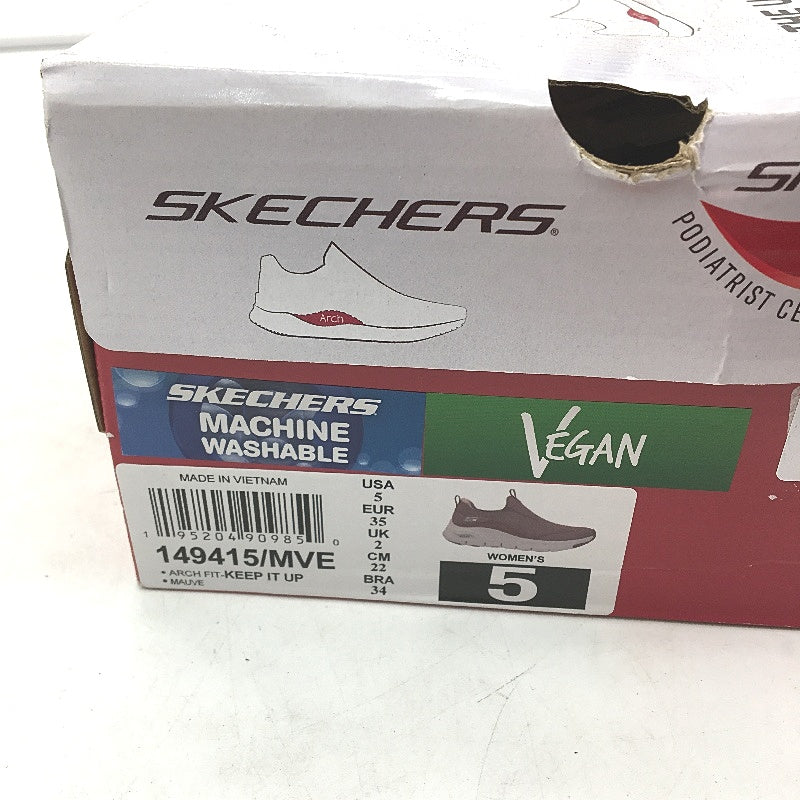 SKECHERS®
Arch
PODIATRIST
SKECHERS
MACHINE
WASHABLE
VEGAN
MADE IN VIETNAM
1 95204 90985 0
149415/MVE
• ARCH FIT-KEEP IT UP
• MAUVE
USA
5
EUR
35
UK
2
CM
22
BRA
34
WOMEN'S
5